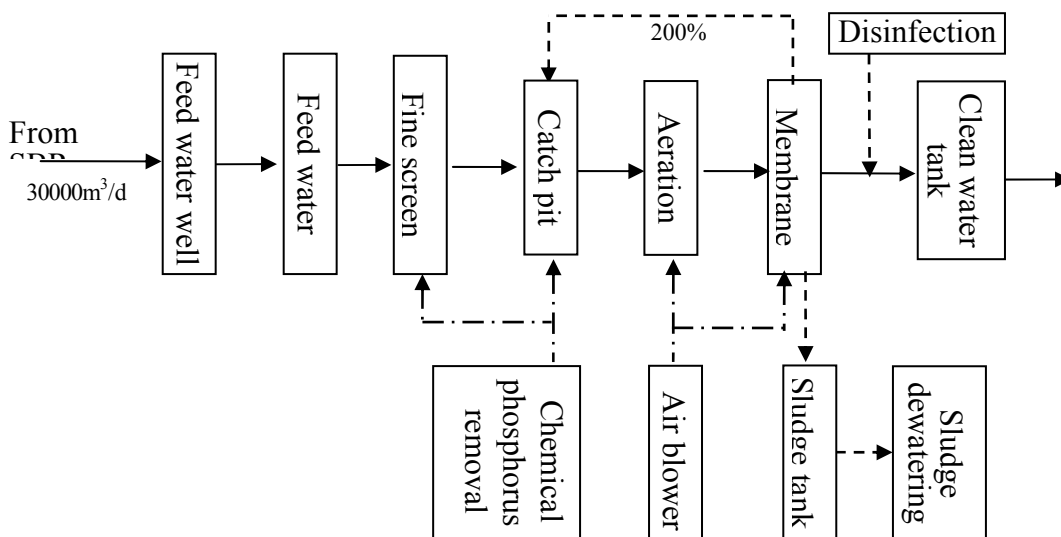 200%
Disinfection
From
30000m³/d
Feed water well
Feed water
Fine screen
Catch pit
Aeration
Membrane
Clean water
tank
Chemical
phosphorus
removal
Air blower
Sludge tank
Sludge
dewatering